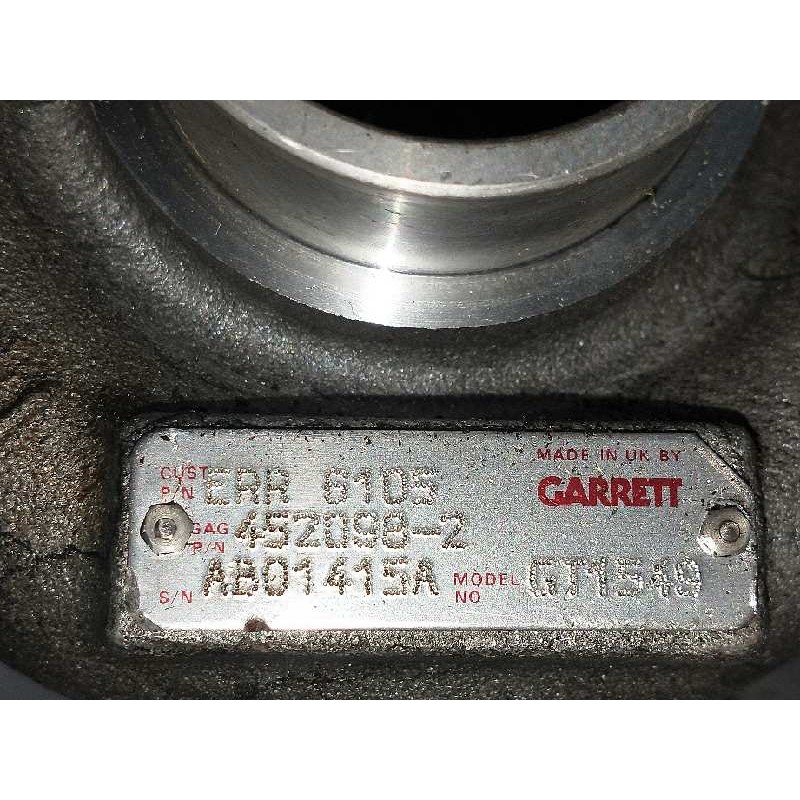 MADE IN UK BY
GARRETT
CUST P/N ERR 6105
GAG P/N 452098-2
S/N AB01415A MODEL NO GT1549